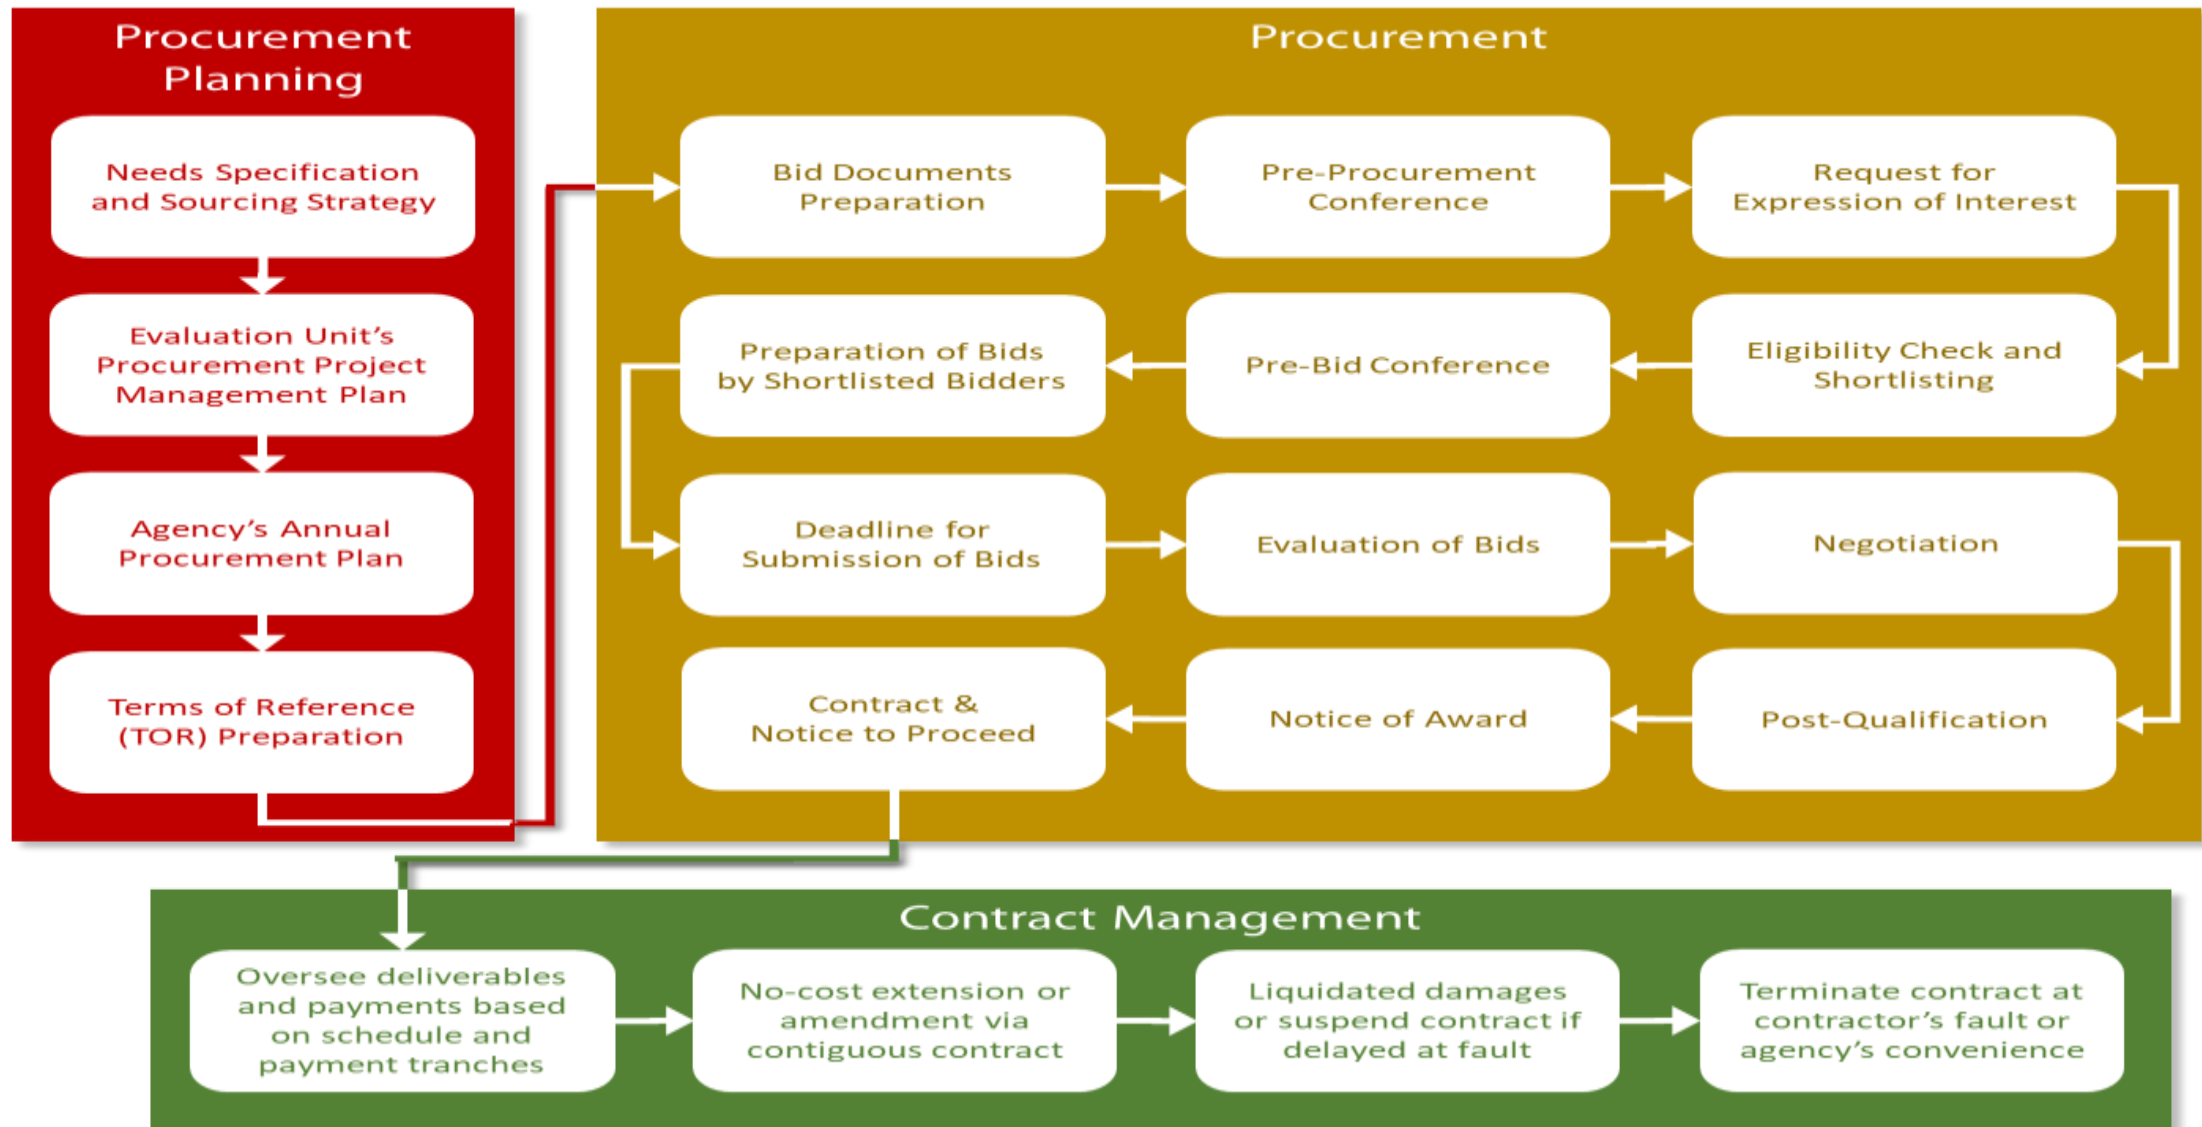 Procurement
Planning
Needs Specification
and Sourcing Strategy
Evaluation Unit’s
Procurement Project
Management Plan
Agency’s Annual
Procurement Plan
Terms of Reference
(TOR) Preparation
Procurement
Bid Documents
Preparation
Pre-Procurement
Conference
Request for
Expression of Interest
Eligibility Check and
Shortlisting
Pre-Bid Conference
Preparation of Bids
by Shortlisted Bidders
Deadline for
Submission of Bids
Evaluation of Bids
Negotiation
Post-Qualification
Notice of Award
Contract &
Notice to Proceed
Contract Management
Oversee deliverables
and payments based
on schedule and
payment tranches
No-cost extension or
amendment via
contiguous contract
Liquidated damages
or suspend contract if
delayed at fault
Terminate contract at
contractor’s fault or
agency’s convenience